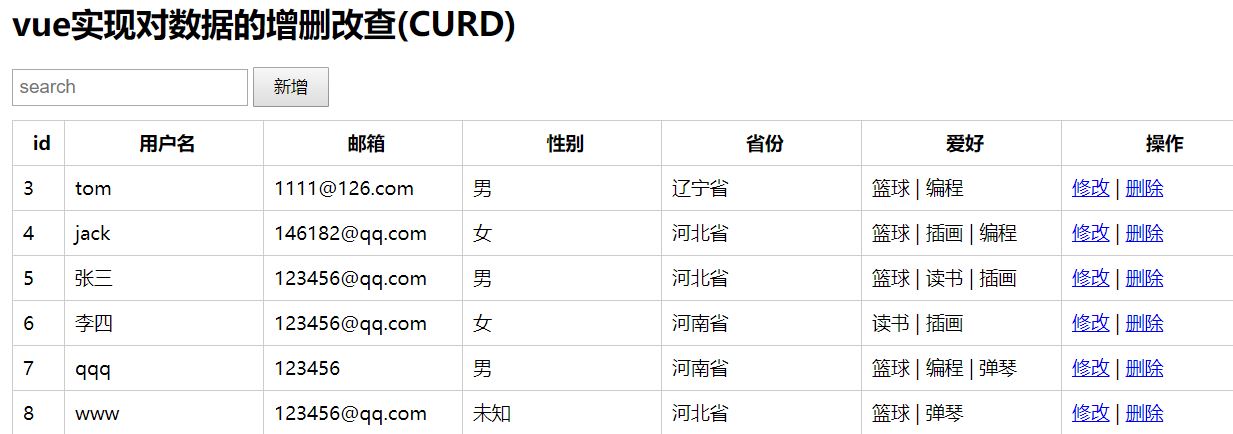 vue实现对数据的增删改查(CURD)
search 新增
id 用户名 邮箱 性别 省份 爱好 操作
3 tom 1111@126.com 男 辽宁省 篮球 | 编程 修改 | 删除
4 jack 146182@qq.com 女 河北省 篮球 | 插画 | 编程 修改 | 删除
5 张三 123456@qq.com 男 河北省 篮球 | 读书 | 插画 修改 | 删除
6 李四 123456@qq.com 女 河南省 读书 | 插画 修改 | 删除
7 qqq 123456 男 河南省 篮球 | 编程 | 弹琴 修改 | 删除
8 www 123456@qq.com 未知 河北省 篮球 | 弹琴 修改 | 删除